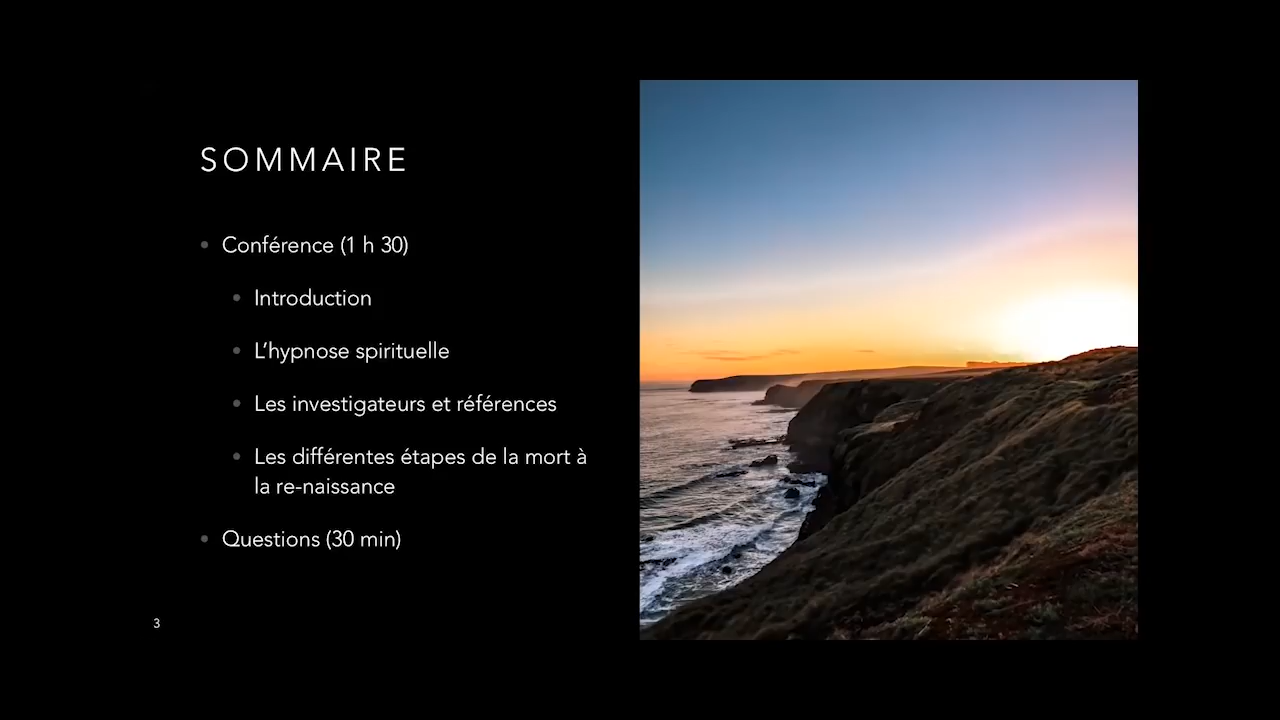 SOMMAIRE
Conférence (1 h 30)
Introduction
L’hypnose spirituelle
Les investigateurs et références
Les différentes étapes de la mort à
la re-naissance
Questions (30 min)
3